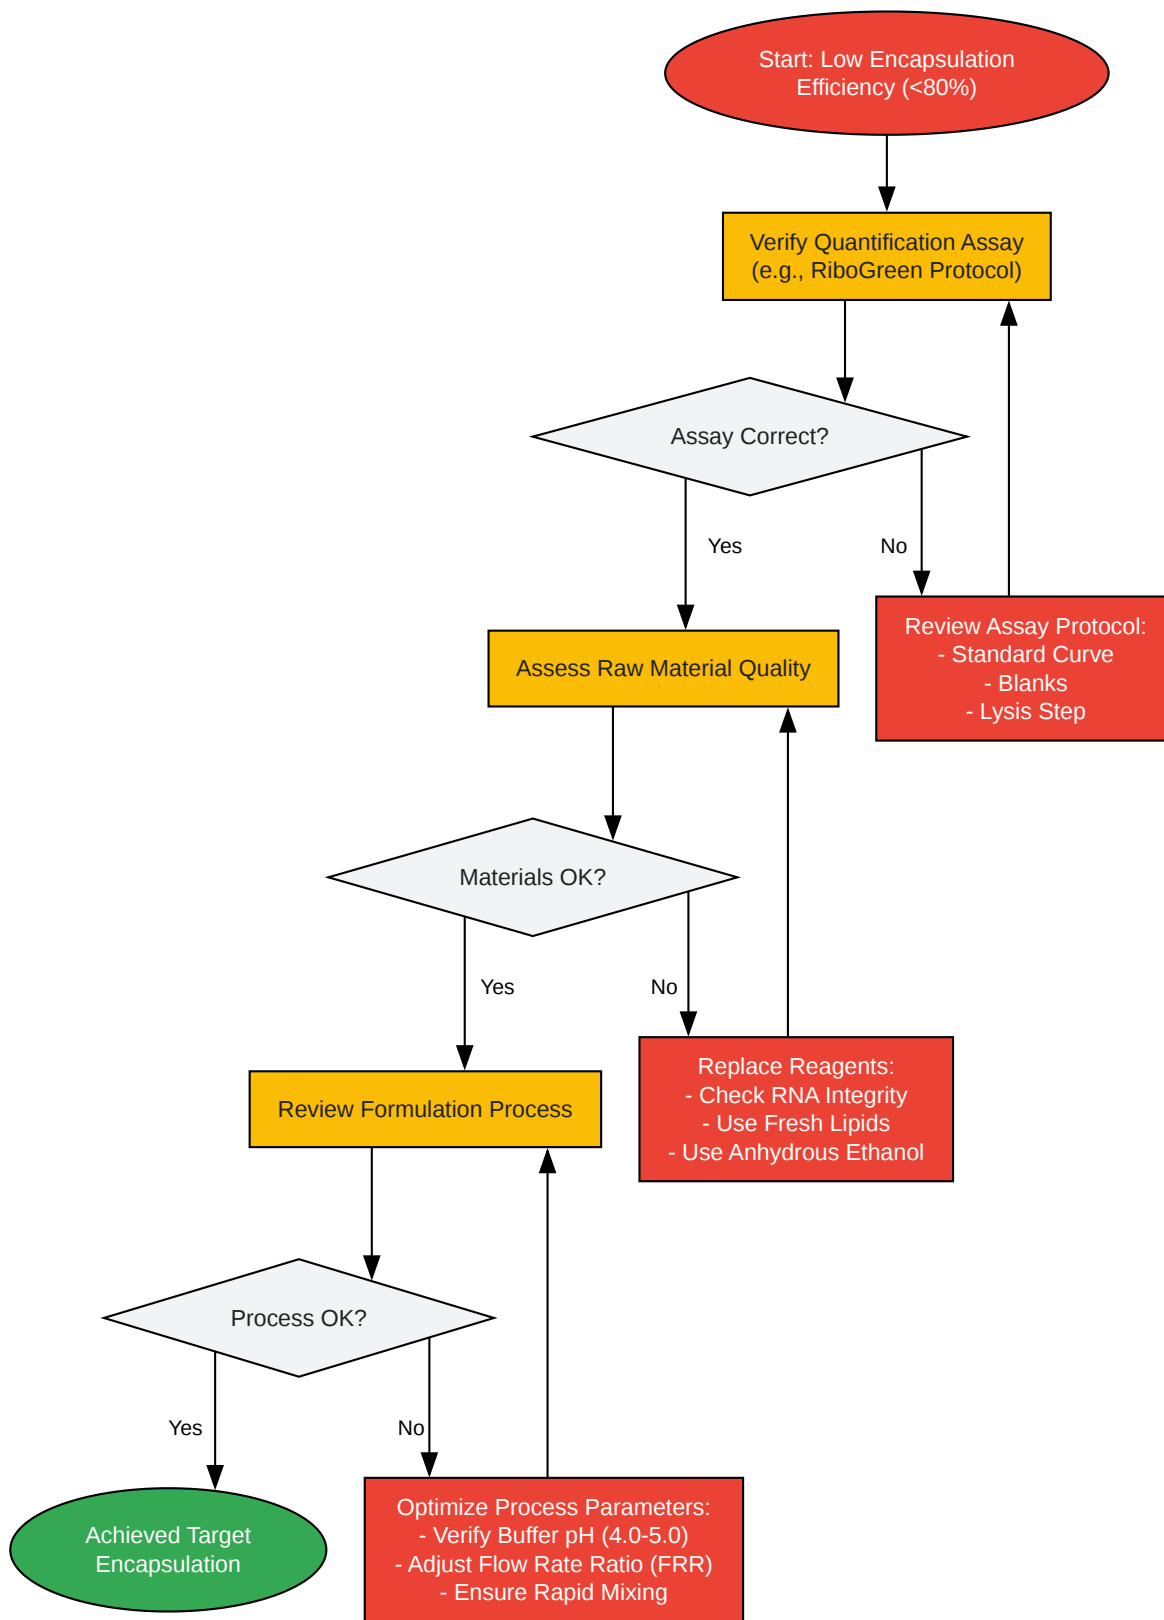 Start: Low Encapsulation
Efficiency (<80%)
Verify Quantification Assay
(e.g., RiboGreen Protocol)
Assay Correct?
Yes
No
Review Assay Protocol:
- Standard Curve
- Blanks
- Lysis Step
Assess Raw Material Quality
Materials OK?
Yes
No
Replace Reagents:
- Check RNA Integrity
- Use Fresh Lipids
- Use Anhydrous Ethanol
Review Formulation Process
Process OK?
Yes
No
Achieved Target
Encapsulation
Optimize Process Parameters:
- Verify Buffer pH (4.0-5.0)
- Adjust Flow Rate Ratio (FRR)
- Ensure Rapid Mixing